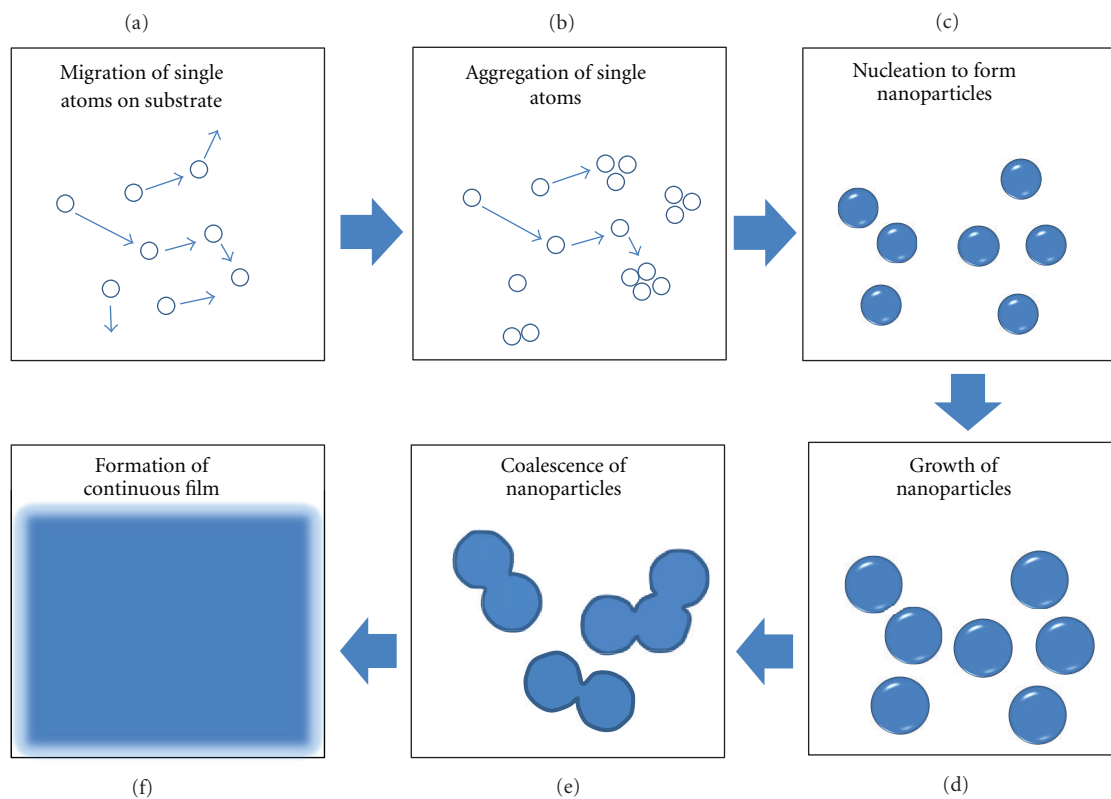 (a)
Migration of single
atoms on substrate
(b)
Aggregation of single
atoms
(c)
Nucleation to form
nanoparticles
Growth of
nanoparticles
(d)
Coalescence of
nanoparticles
(e)
Formation of
continuous film
(f)